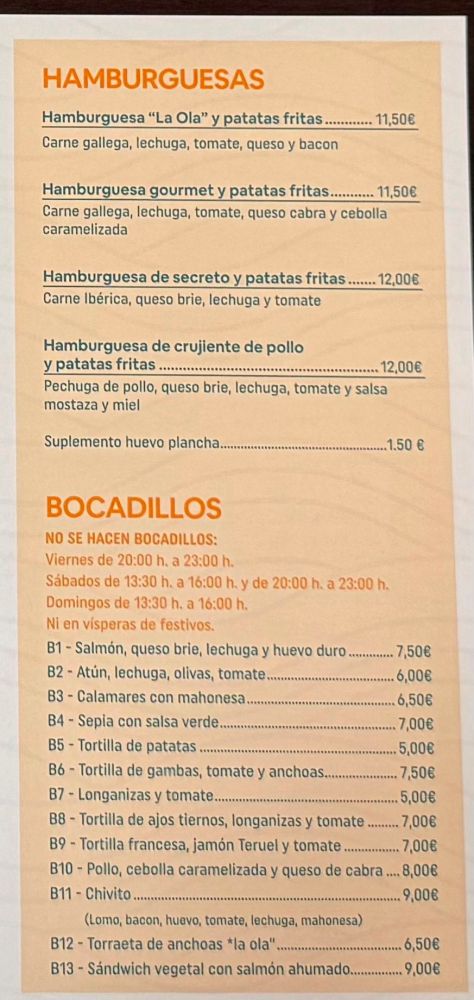 HAMBURGUESAS
Hamburguesa “La Ola” y patatas fritas............ 11,50€
Carne gallega, lechuga, tomate, queso y bacon
Hamburguesa gourmet y patatas fritas........... 11,50€
Carne gallega, lechuga, tomate, queso cabra y cebolla
caramelizada
Hamburguesa de secreto y patatas fritas....... 12,00€
Carne Ibérica, queso brie, lechuga y tomate
Hamburguesa de crujiente de pollo
y patatas fritas ........................................................ 12,00€
Pechuga de pollo, queso brie, lechuga, tomate y salsa
mostaza y miel
Suplemento huevo plancha...........................................1.50 €
BOCADILLOS
NO SE HACEN BOCADILLOS:
Viernes de 20:00 h. a 23:00 h.
Sábados de 13:30 h. a 16:00 h. y de 20:00 h. a 23:00 h.
Domingos de 13:30 h. a 16:00 h.
Ni en vísperas de festivos.
B1 - Salmón, queso brie, lechuga y huevo duro ............ 7,50€
B2 - Atún, lechuga, olivas, tomate.................................. 6,00€
B3 - Calamares con mahonesa....................................... 6,50€
B4 - Sepia con salsa verde.............................................. 7,00€
B5 - Tortilla de patatas .................................................... 5,00€
B6 - Tortilla de gambas, tomate y anchoas................... 7,50€
B7 - Longanizas y tomate................................................ 5,00€
B8 - Tortilla de ajos tiernos, longanizas y tomate ........ 7,00€
B9 - Tortilla francesa, jamón Teruel y tomate .............. 7,00€
B10 - Pollo, cebolla caramelizada y queso de cabra .... 8,00€
B11 - Chivito ...................................................................... 9,00€
(Lomo, bacon, huevo, tomate, lechuga, mahonesa)
B12 - Torraeta de anchoas *la ola"................................. 6,50€
B13 - Sándwich vegetal con salmón ahumado.............. 9,00€